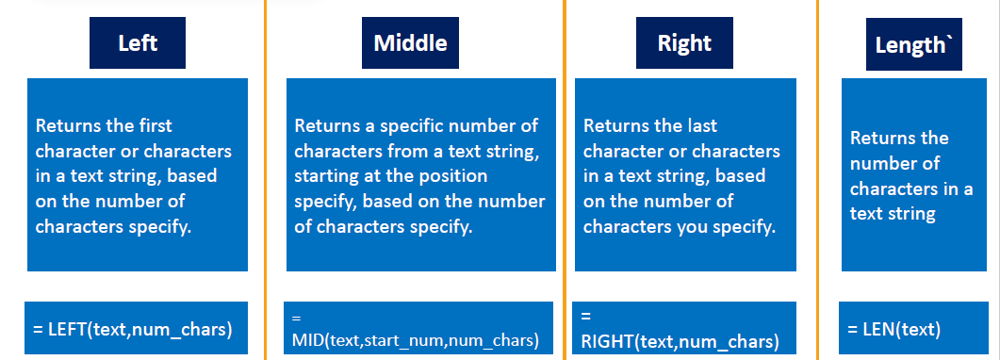 Left
Returns the first
character or characters
in a text string, based
on the number of
characters specify.
= LEFT(text,num_chars)
Middle
Returns a specific number of
characters from a text string,
starting at the position
specify, based on the number
of characters specify.
=
MID(text,start_num,num_chars)
Right
Returns the last
character or characters
in a text string, based
on the number of
characters you specify.
=
RIGHT(text,num_chars)
Length`
Returns the
number of
characters in a
text string
= LEN(text)